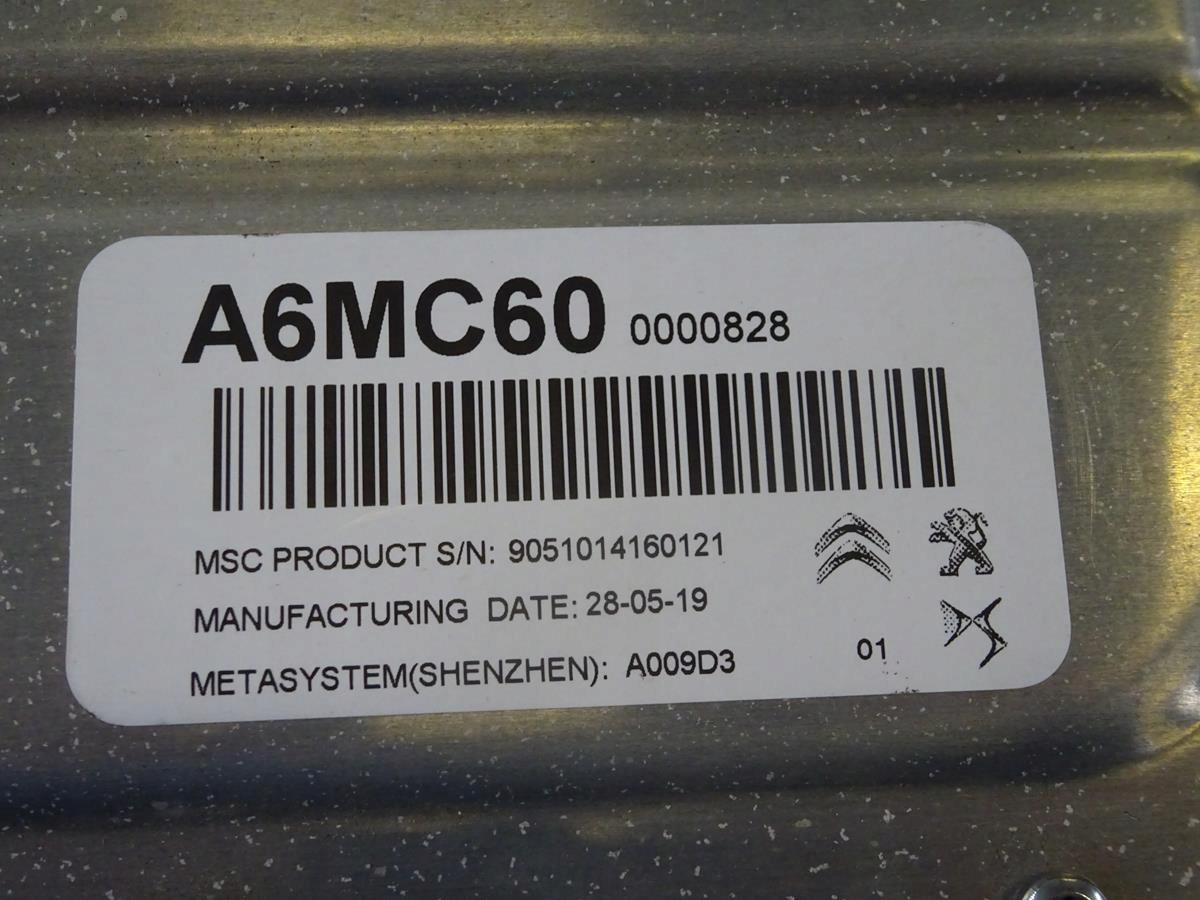 A6MC60 0000828
MSC PRODUCT S/N: 9051014160121
MANUFACTURING DATE: 28-05-19
METASYSTEM(SHENZHEN): A009D3 01